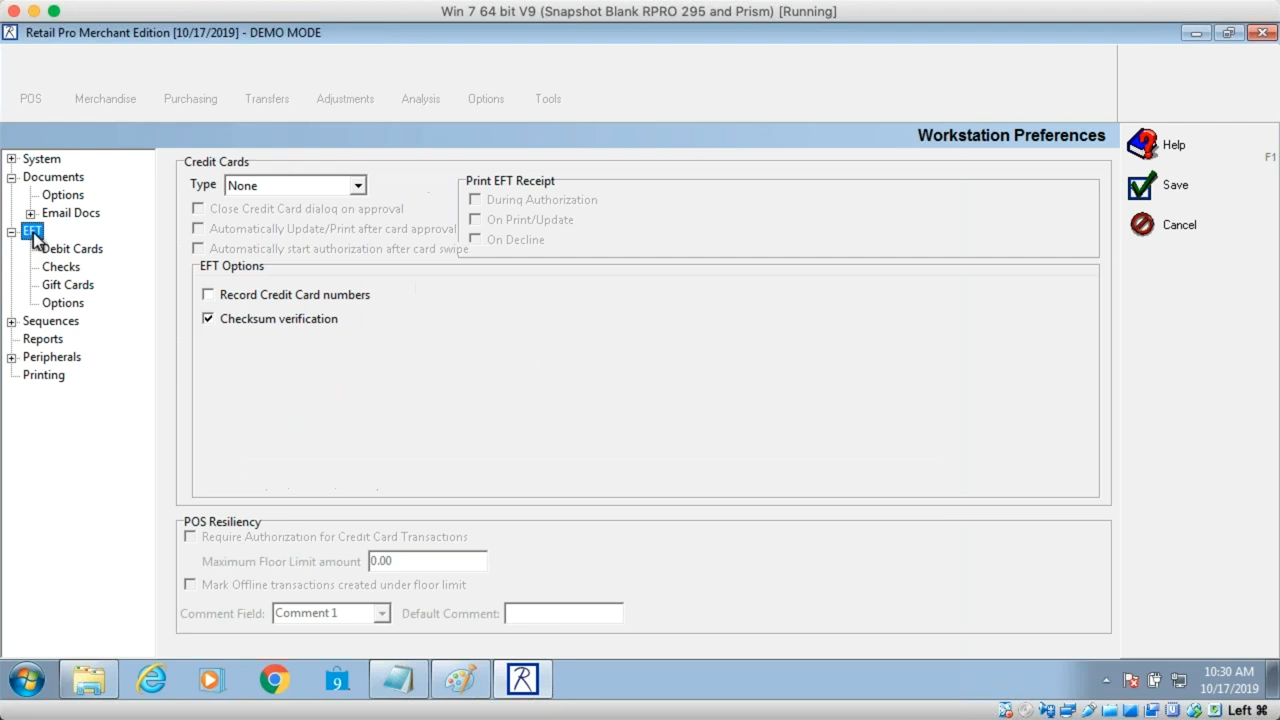 Win 7 64 bit V9 (Snapshot Blank RPRO 295 and Prism) [Running]
Retail Pro Merchant Edition [10/17/2019] - DEMO MODE
POS Merchandise Purchasing Transfers Adjustments Analysis Options Tools
Workstation Preferences
Help F1
Save
Cancel
System
Documents
Options
Email Docs
EFT
Debit Cards
Checks
Gift Cards
Options
Sequences
Reports
Peripherals
Printing
Credit Cards
Type None
Close Credit Card dialog on approval
Automatically Update/Print after card approval
Automatically start authorization after card swipe
Print EFT Receipt
During Authorization
On Print/Update
On Decline
EFT Options
Record Credit Card numbers
Checksum verification
POS Resiliency
Require Authorization for Credit Card Transactions
Maximum Floor Limit amount 0.00
Mark Offline transactions created under floor limit
Comment Field: Comment 1 Default Comment:
9
10:30 AM
10/17/2019
Left ⌘